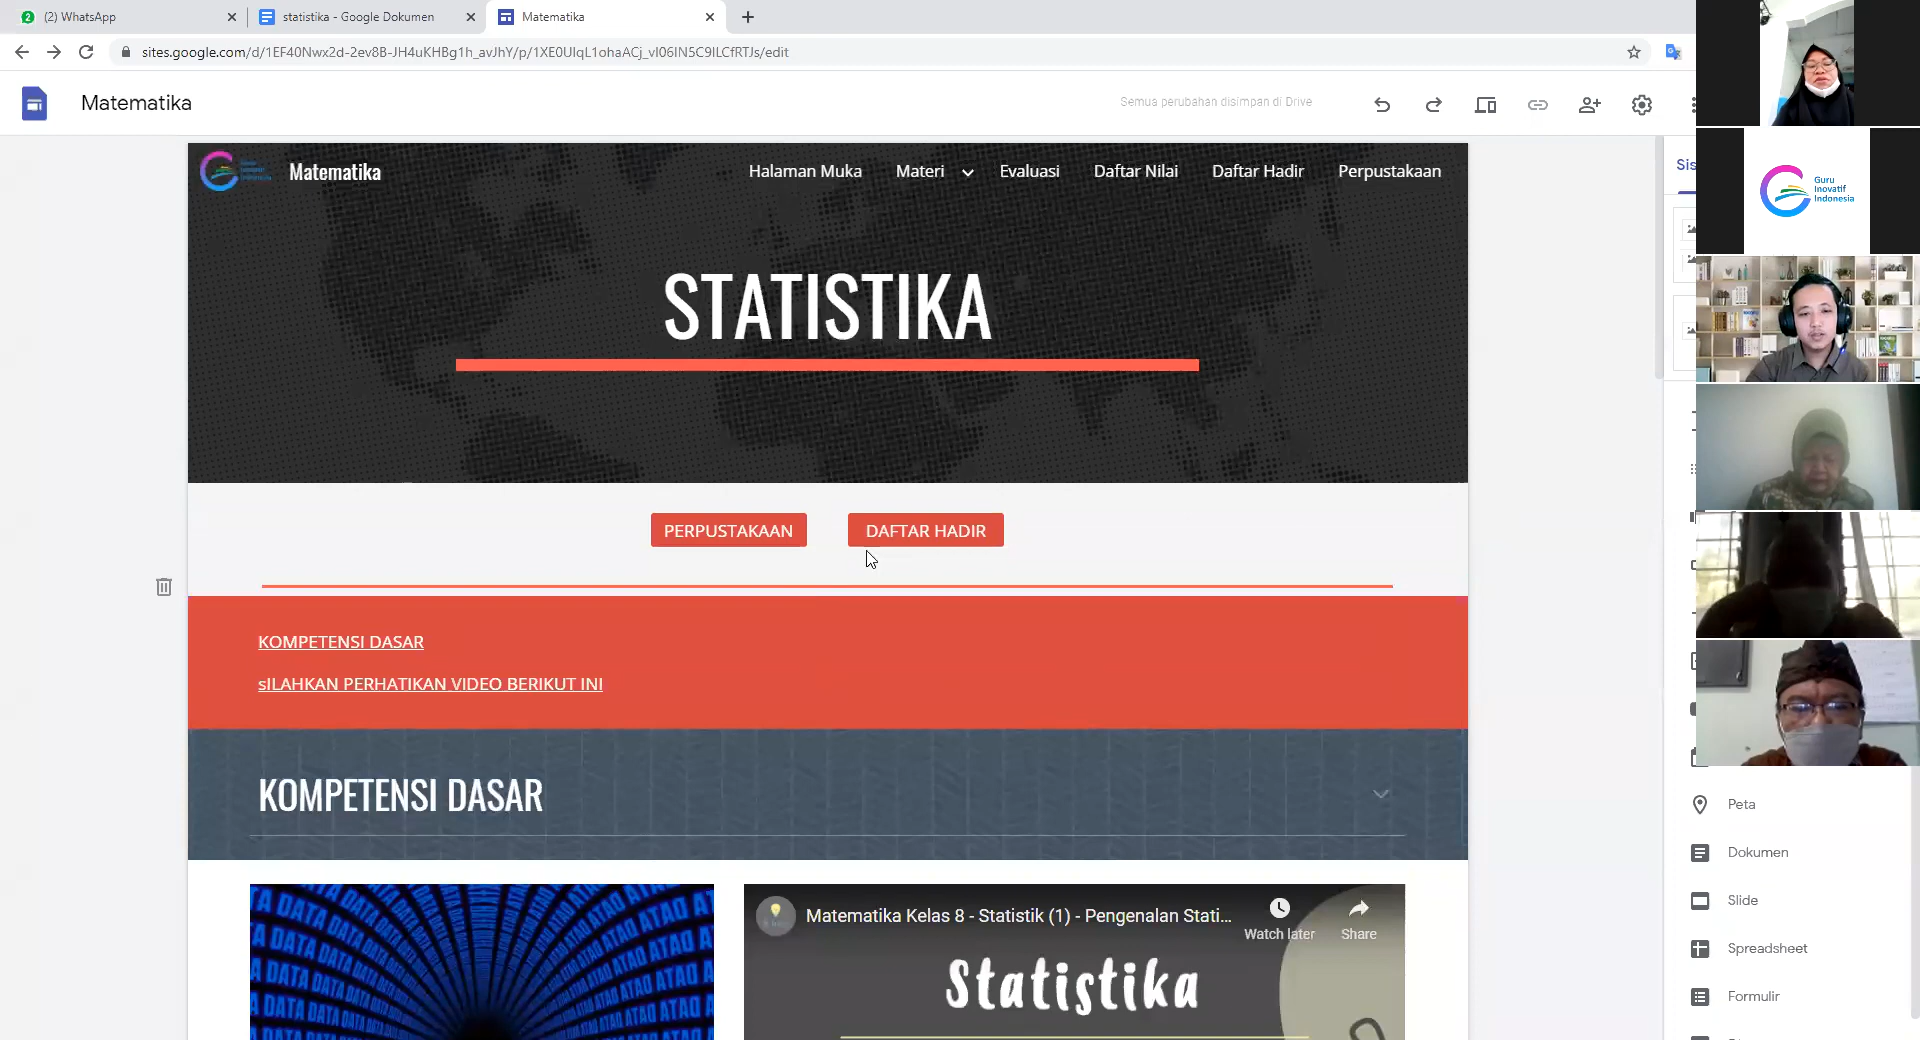 (2) WhatsApp
statistika - Google Dokumen
Matematika
sites.google.com/d/1EF40Nwx2d-2ev8B-JH4uKHBg1h_avJhY/p/1XE0UlqL1ohaACj_vI06IN5C9ILCfRTJs/edit
Matematika
Semua perubahan disimpan di Drive
Matematika
Halaman Muka
Materi
Evaluasi
Daftar Nilai
Daftar Hadir
Perpustakaan
Sis
Guru
Inovatif
Indonesia
STATISTIKA
PERPUSTAKAAN
DAFTAR HADIR
KOMPETENSI DASAR
sILAHKAN PERHATIKAN VIDEO BERIKUT INI
KOMPETENSI DASAR
Matematika Kelas 8 - Statistik (1) - Pengenalan Stati...
Watch later
Share
Statistika
Peta
Dokumen
Slide
Spreadsheet
Formulir